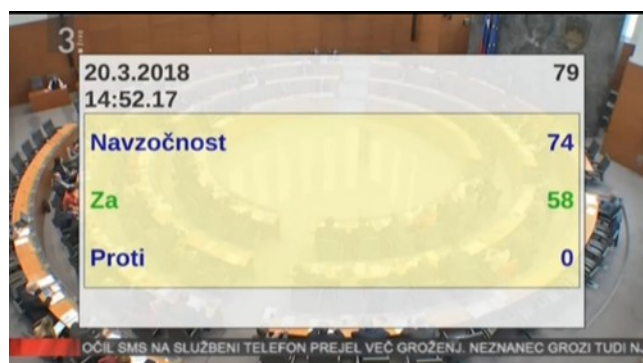 3
20.3.2018 79
14:52.17
Navzočnost 74
Za 58
Proti 0
OČIL SMS NA SLUŽBENI TELEFON PREJEL VEČ GROŽENJ. NEZNANEC GROZI TUDI N